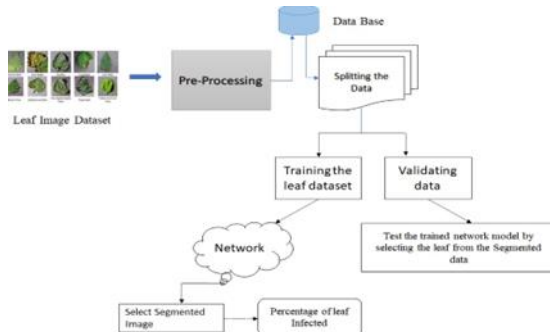 Data Base
Pre-Processing
Splitting the
Data
Leaf Image Dataset
Training the
leaf dataset
Validating
data
Network
Test the trained network model by
selecting the leaf from the Segmented
data
Select Segmented
Image
Percentage of leaf
Infected